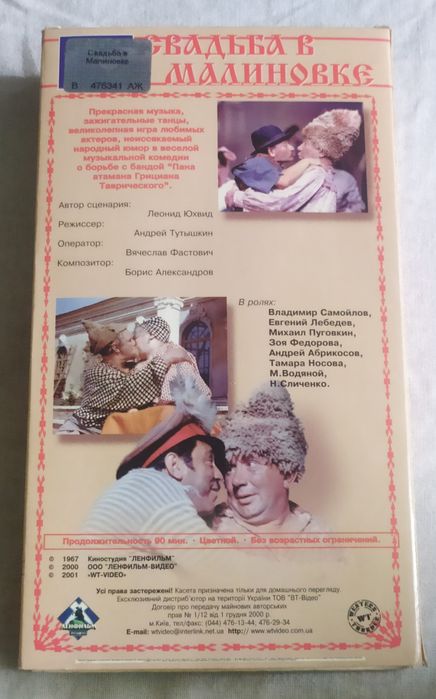 СВАДЬБА В
МАЛИНОВКЕ
Свадьба в
Малиновке
В 476341 АЖ
Прекрасная музыка,
зажигательные танцы,
великолепная игра любимых
актеров, неиссякаемый
народный юмор в веселой
музыкальной комедии
о борьбе с бандой "Пана
атамана Грициана
Таврического".
Автор сценария:
Леонид Юхвид
Режиссер:
Андрей Тутышкин
Оператор:
Вячеслав Фастович
Композитор:
Борис Александров
В ролях:
Владимир Самойлов,
Евгений Лебедев,
Михаил Пуговкин,
Зоя Федорова,
Андрей Абрикосов,
Тамара Носова,
М.Водяной,
Н.Сличенко.
Продолжительность 90 мин. · Цветной. · Без возрастных ограничений.
© 1967 Киностудия "ЛЕНФИЛЬМ"
© 2000 ООО "ЛЕНФИЛЬМ-ВИДЕО"
© 2001 «WT-VIDEO»
Усі права застережені! Касета призначена тільки для домашнього перегляду.
Ексклюзивний дистриб'ютор на території України ТОВ "ВТ-Відео"
Договір про передачу майнових авторських
прав № 1/12 від 1 грудня 2000 р.
м.Київ, тел./факс: (044) 476-13-44; 476-29-34
E-mail: wtvideo@interlink.net.ua http:// www.wtvideo.com.ua
ЛЕНФИЛЬМ
WESTERN
WT
THUNDER